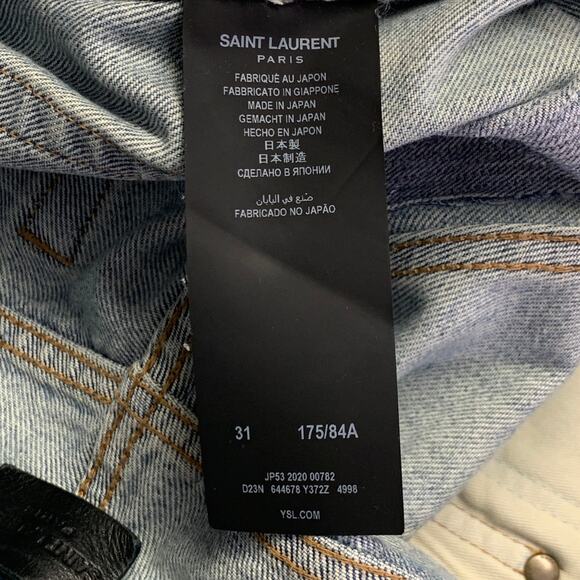 SAINT LAURENT
PARIS
FABRIQUÉ AU JAPON
FABBRICATO IN GIAPPONE
MADE IN JAPAN
GEMACHT IN JAPAN
HECHO EN JAPON
日本製
日本制造
СДЕЛАНО В ЯПОНИИ
صنع في اليابان
FABRICADO NO JAPÃO
31 175/84A
JP53 2020 00782
D23N 644678 Y372Z 4998
YSL.COM